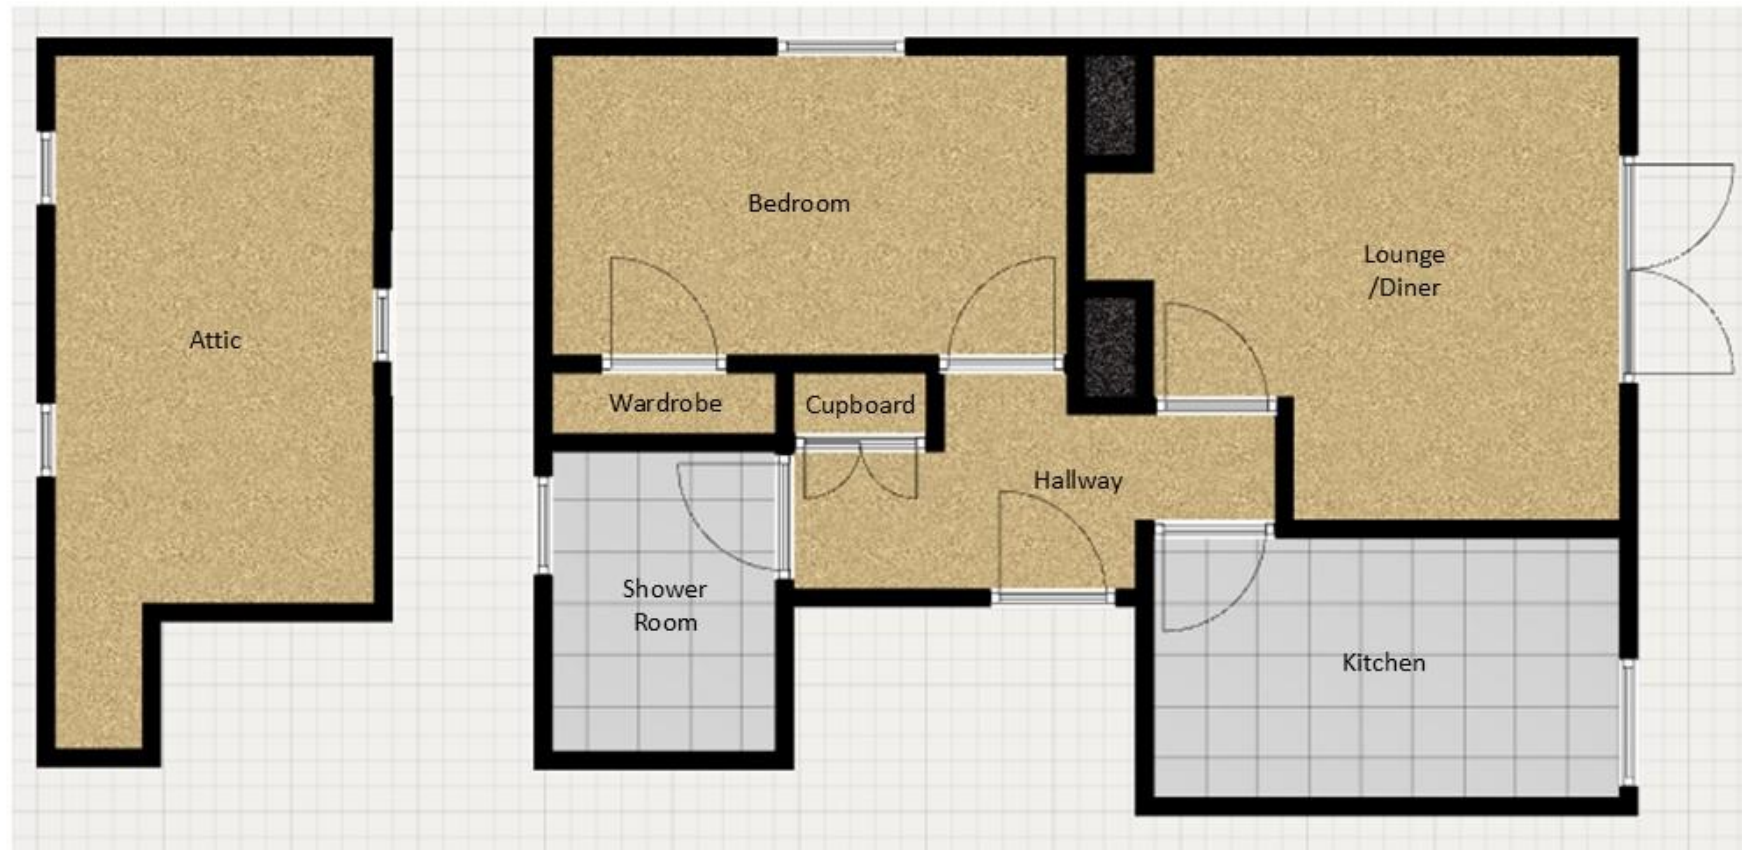 Attic
Bedroom
Wardrobe
Cupboard
Lounge
/Diner
Hallway
Shower
Room
Kitchen